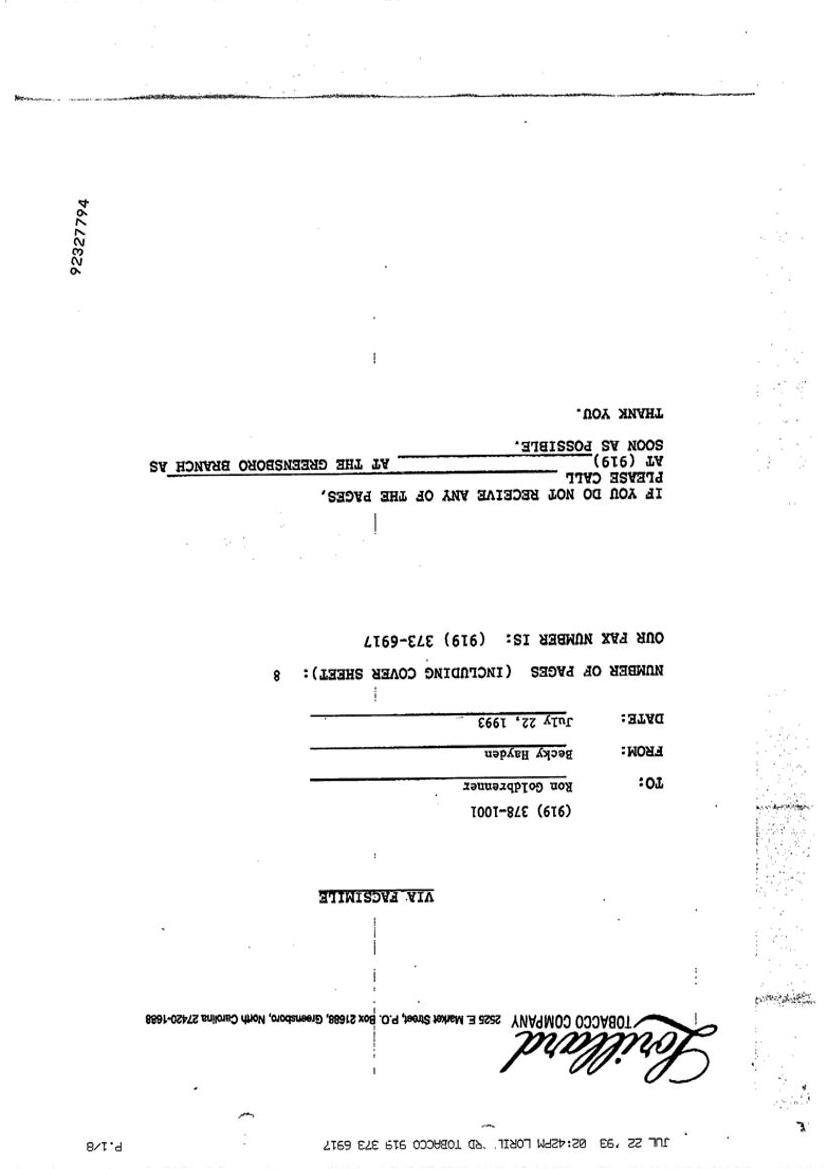 JUL 22 '93 02:42PM LORIL 'RD TOBACCO 919 373 6917 P.1/8
Lorillard
TOBACCO COMPANY 2525 E. Market Street, P.O. Box 21688, Greensboro, North Carolina 27420-1688
VIA FACSIMILE
(919) 378-1001
TO: Ron Goldbrenner
FROM: Becky Hayden
DATE: July 22, 1993
NUMBER OF PAGES (INCLUDING COVER SHEET): 8
OUR FAX NUMBER IS: (919) 373-6917
IF YOU DO NOT RECEIVE ANY OF THE PAGES,
PLEASE CALL
AT (919) AT THE GREENSBORO BRANCH AS
SOON AS POSSIBLE.
THANK YOU.
92327794